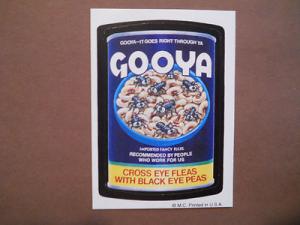 GOOYA—IT GOES RIGHT THROUGH YA
GOOYA
IMPORTED FANCY FLEAS
RECOMMENDED BY PEOPLE
WHO WORK FOR US
CROSS EYE FLEAS
WITH BLACK EYE PEAS
© M.C. Printed in U.S.A.